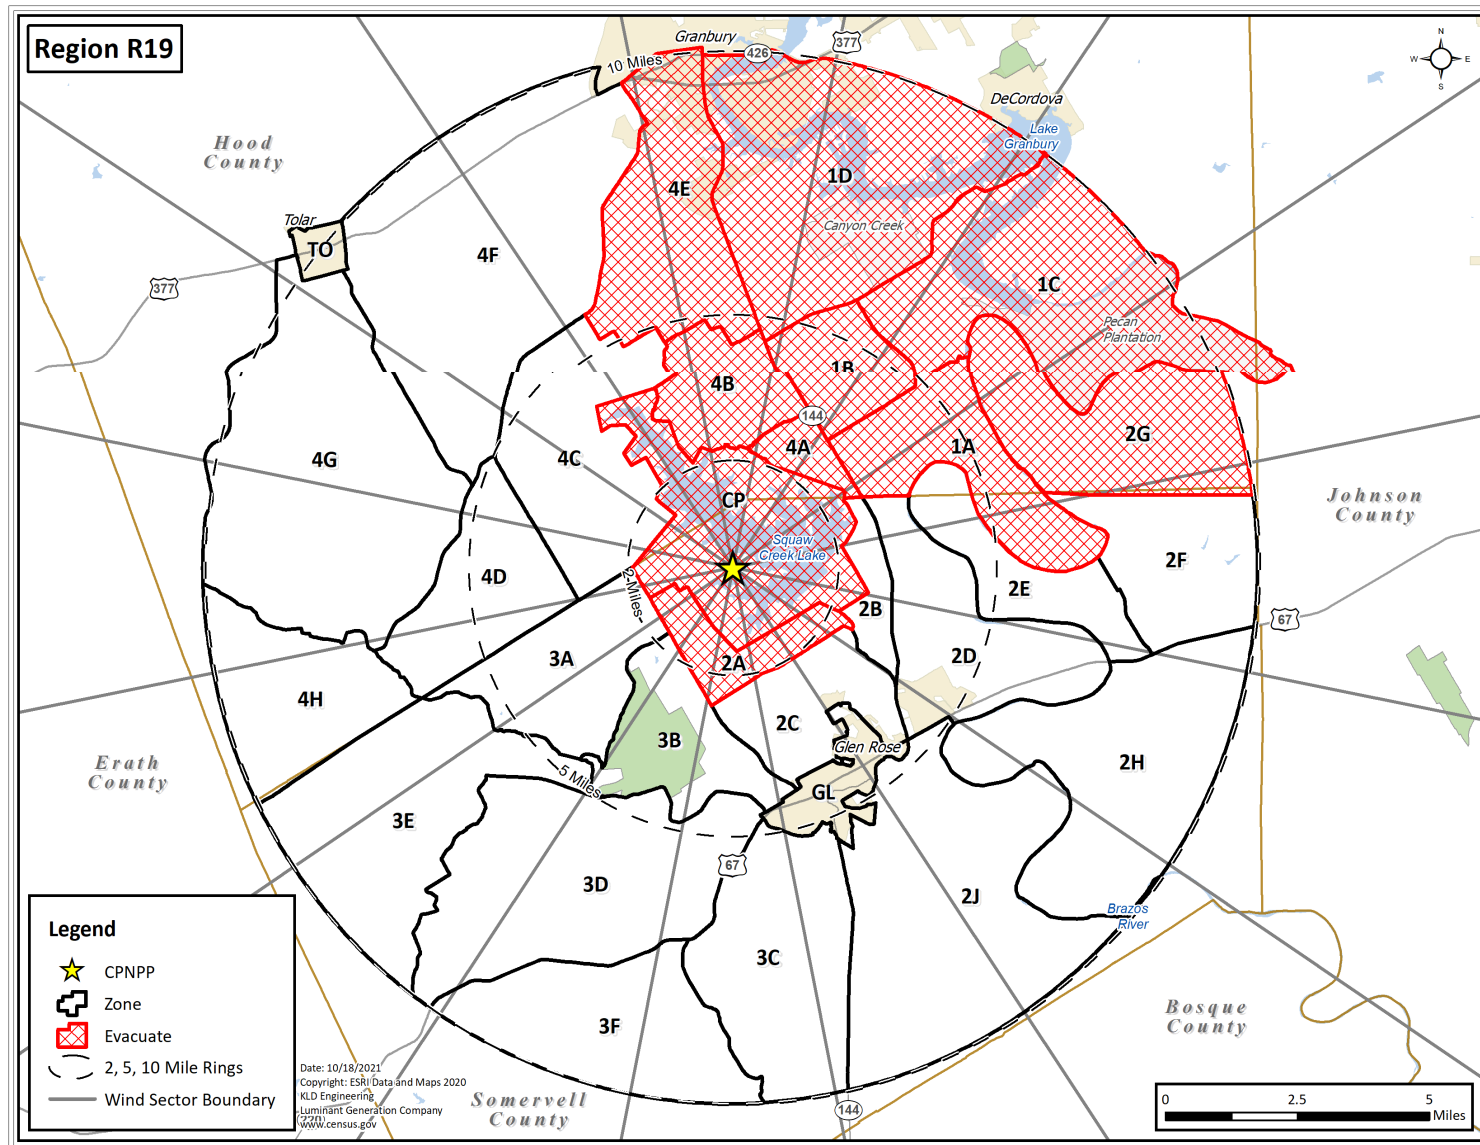 Region R19
Granbury
426
377
10 Miles
N
W
E
S
DeCordova
Lake
Granbury
Hood
County
4E
1D
Tolar
TO
4F
Canyon Creek
377
1C
Pecan
Plantation
4B
1B
144
4A
1A
2G
4G
4C
CP
Johnson
County
Squaw
Creek Lake
4D
2 Miles
2E
2F
2B
67
3A
2A
2D
4H
2C
3B
Glen Rose
Erath
County
5 Miles
2H
GL
3E
67
3D
2J
Brazos
River
3C
Bosque
County
3F
Legend
CPNPP
Zone
Evacuate
2, 5, 10 Mile Rings
Wind Sector Boundary
Date: 10/18/2021
Copyright: ESRI Data and Maps 2020
KLD Engineering
Luminant Generation Company
www.census.gov
Somervell
County
144
0
2.5
5
Miles